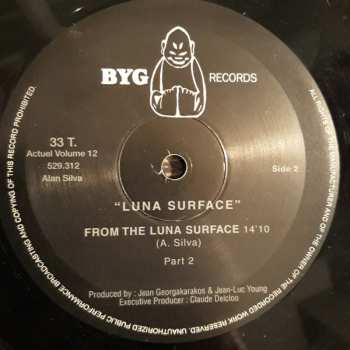 BYG RECORDS
33 T.
Actuel Volume 12
529.312
Alan Silva
Side 2
"LUNA SURFACE"
FROM THE LUNA SURFACE 14'10
(A. Silva)
Part 2
Produced by : Jean Georgakarakos & Jean-Luc Young
Executive Producer : Claude Delcloo
ALL RIGHTS OF THE MANUFACTURER AND OF THE OWNER OF THE RECORDED WORK RESERVED. UNAUTHORIZED PUBLIC PERFORMANCE BROADCASTING AND COPYING OF THIS RECORD PROHIBITED.